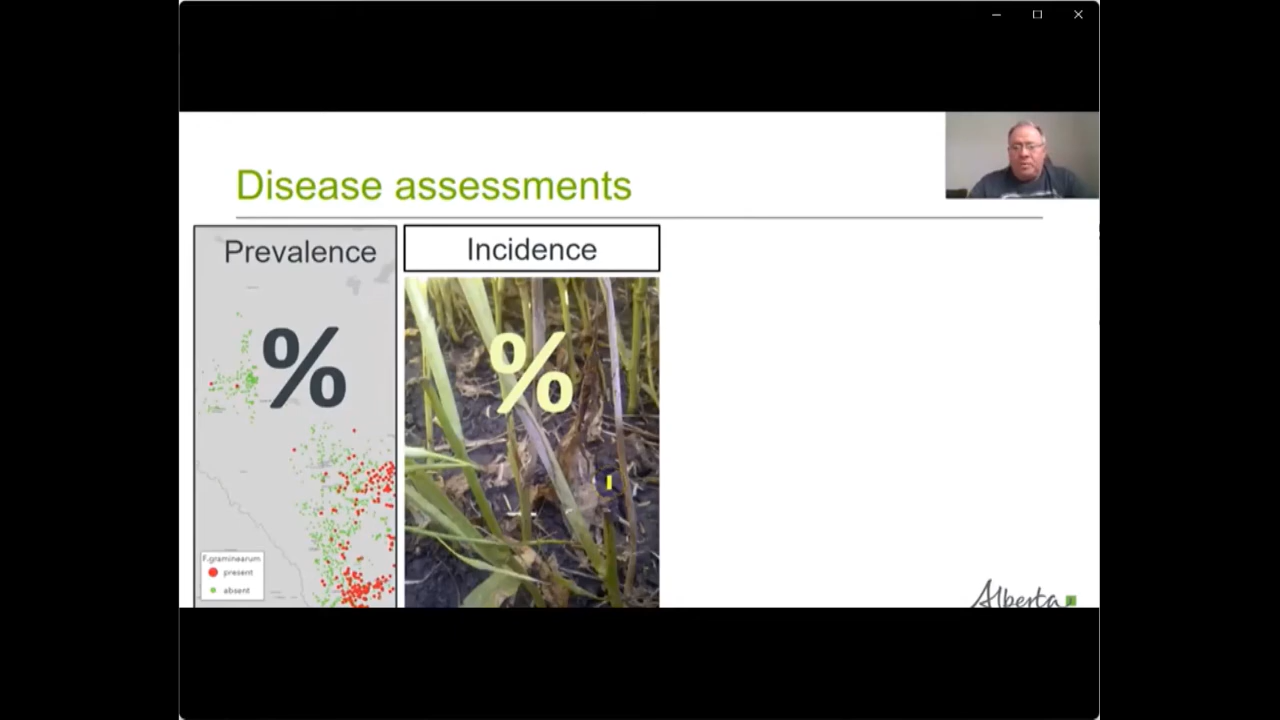 Disease assessments
Prevalence
Incidence
%
%
F.graminearum
present
absent
Alberta